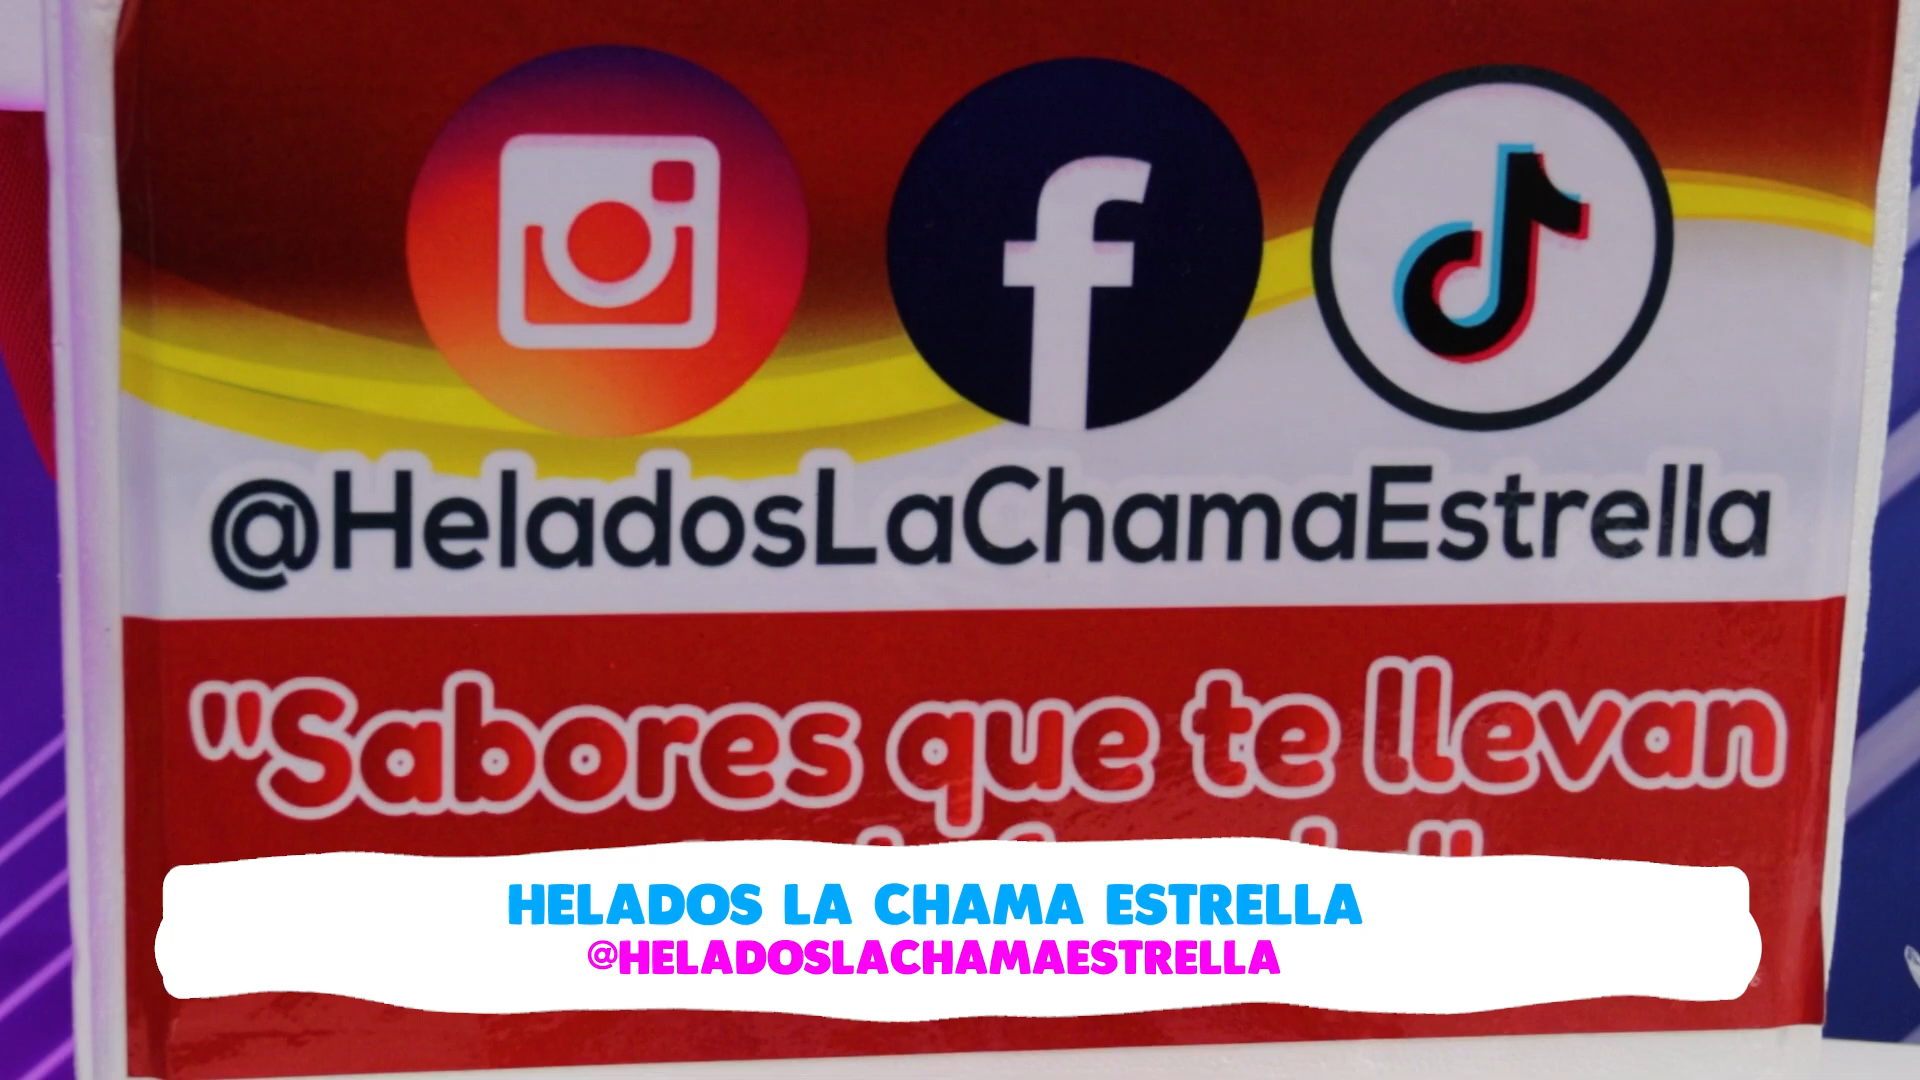 @HeladosLaChamaEstrella
"Sabores que te llevan
HELADOS LA CHAMA ESTRELLA
@HELADOSLACHAMAESTRELLA